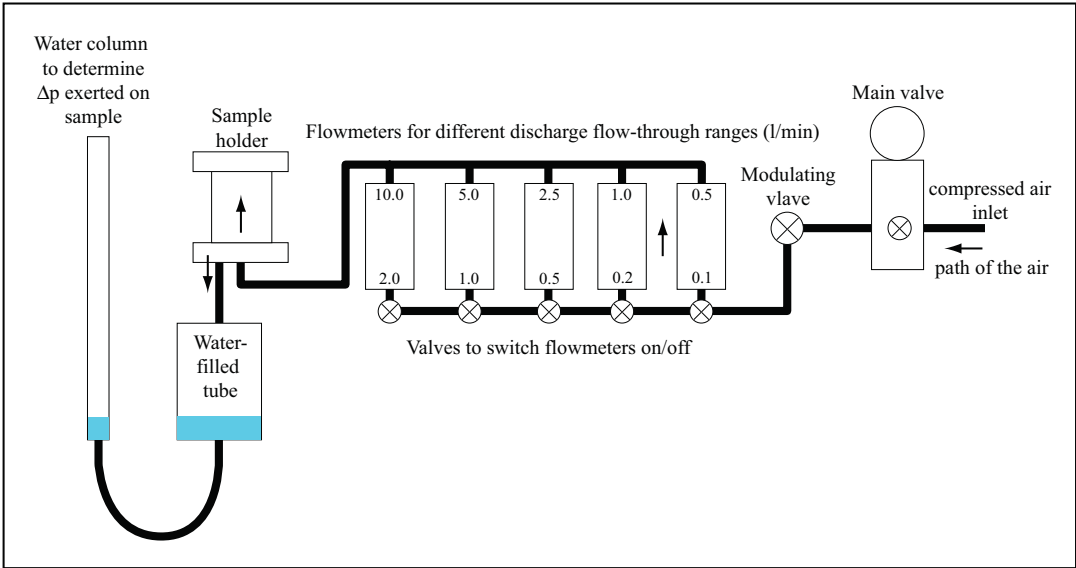 Water column
to determine
Δp exerted on
sample
Sample
holder
Flowmeters for different discharge flow-through ranges (l/min)
Main valve
Modulating
vlave
compressed air
inlet
path of the air
10.0
5.0
2.5
1.0
0.5
2.0
1.0
0.5
0.2
0.1
Valves to switch flowmeters on/off
Water-
filled
tube